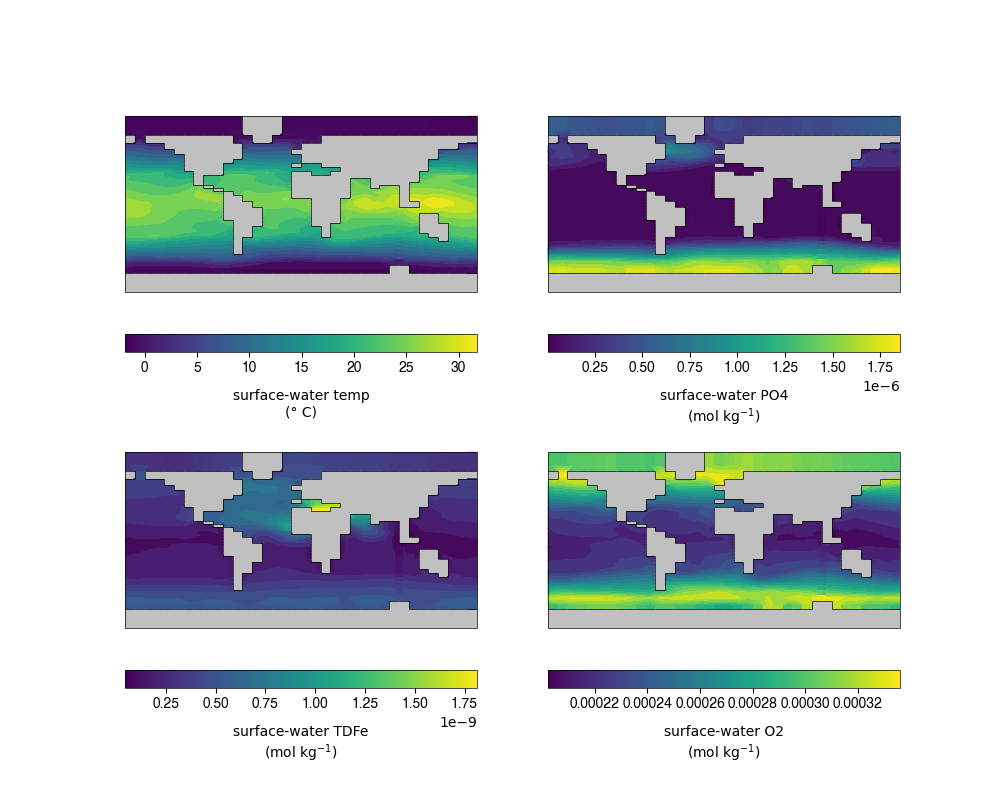 0 5 10 15 20 25 30
surface-water temp
(° C)
0.25 0.50 0.75 1.00 1.25 1.50 1.75
1e−6
surface-water PO4
(mol kg⁻¹)
0.25 0.50 0.75 1.00 1.25 1.50 1.75
1e−9
surface-water TDFe
(mol kg⁻¹)
0.00022 0.00024 0.00026 0.00028 0.00030 0.00032
surface-water O2
(mol kg⁻¹)